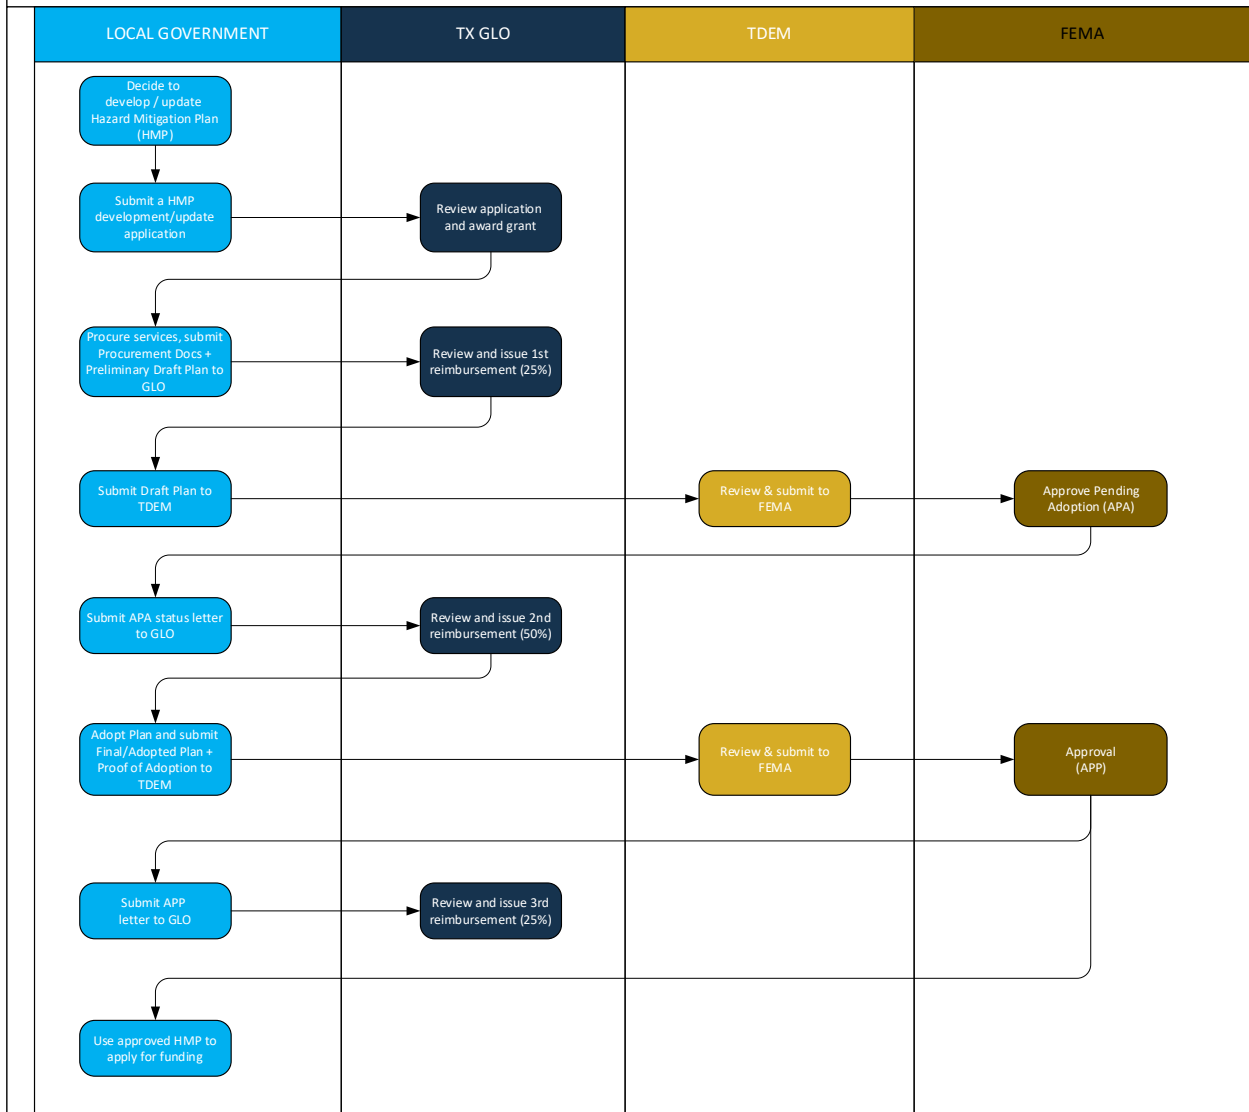 LOCAL GOVERNMENT
TX GLO
TDEM
FEMA
Decide to
develop / update
Hazard Mitigation Plan
(HMP)
Submit a HMP
development/update
application
Review application
and award grant
Procure services, submit
Procurement Docs +
Preliminary Draft Plan to
GLO
Review and issue 1st
reimbursement (25%)
Submit Draft Plan to
TDEM
Review & submit to
FEMA
Approve Pending
Adoption (APA)
Submit APA status letter
to GLO
Review and issue 2nd
reimbursement (50%)
Adopt Plan and submit
Final/Adopted Plan +
Proof of Adoption to
TDEM
Review & submit to
FEMA
Approval
(APP)
Submit APP
letter to GLO
Review and issue 3rd
reimbursement (25%)
Use approved HMP to
apply for funding